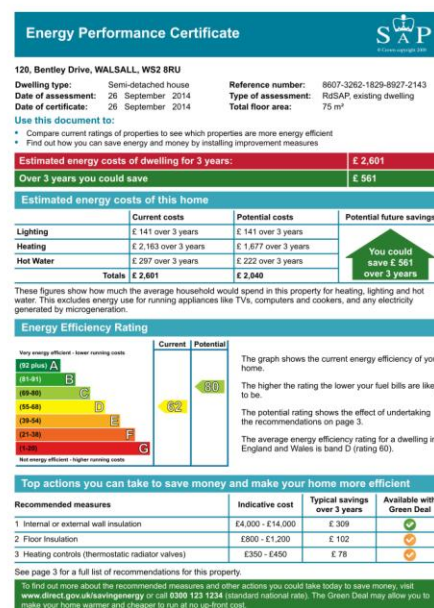 Energy Performance Certificate
SAP
© Crown copyright 2009
120, Bentley Drive, WALSALL, WS2 8RU
Dwelling type: Semi-detached house Reference number: 8607-3262-1829-8927-2143
Date of assessment: 26 September 2014 Type of assessment: RdSAP, existing dwelling
Date of certificate: 26 September 2014 Total floor area: 75 m²
Use this document to:
• Compare current ratings of properties to see which properties are more energy efficient
• Find out how you can save energy and money by installing improvement measures
Estimated energy costs of dwelling for 3 years: £ 2,601
Over 3 years you could save £ 561
Estimated energy costs of this home
Current costs Potential costs Potential future savings
Lighting £ 141 over 3 years £ 141 over 3 years
Heating £ 2,163 over 3 years £ 1,677 over 3 years
Hot Water £ 297 over 3 years £ 222 over 3 years
Totals £ 2,601 £ 2,040
You could
save £ 561
over 3 years
These figures show how much the average household would spend in this property for heating, lighting and hot
water. This excludes energy use for running appliances like TVs, computers and cookers, and any electricity
generated by microgeneration.
Energy Efficiency Rating
Current Potential
Very energy efficient - lower running costs
(92 plus) A
(81-91) B
(69-80) C
(55-68) D
(39-54) E
(21-38) F
(1-20) G
Not energy efficient - higher running costs
62
80
The graph shows the current energy efficiency of you
home.
The higher the rating the lower your fuel bills are like
to be.
The potential rating shows the effect of undertaking
the recommendations on page 3.
The average energy efficiency rating for a dwelling in
England and Wales is band D (rating 60).
Top actions you can take to save money and make your home more efficient
Recommended measures Indicative cost Typical savings over 3 years Available with Green Deal
1 Internal or external wall insulation £4,000 - £14,000 £ 309
2 Floor Insulation £800 - £1,200 £ 102
3 Heating controls (thermostatic radiator valves) £350 - £450 £ 78
See page 3 for a full list of recommendations for this property.
To find out more about the recommended measures and other actions you could take today to save money, visit
www.direct.gov.uk/savingenergy or call 0300 123 1234 (standard national rate). The Green Deal may allow you to
make your home warmer and cheaper to run at no up-front cost.